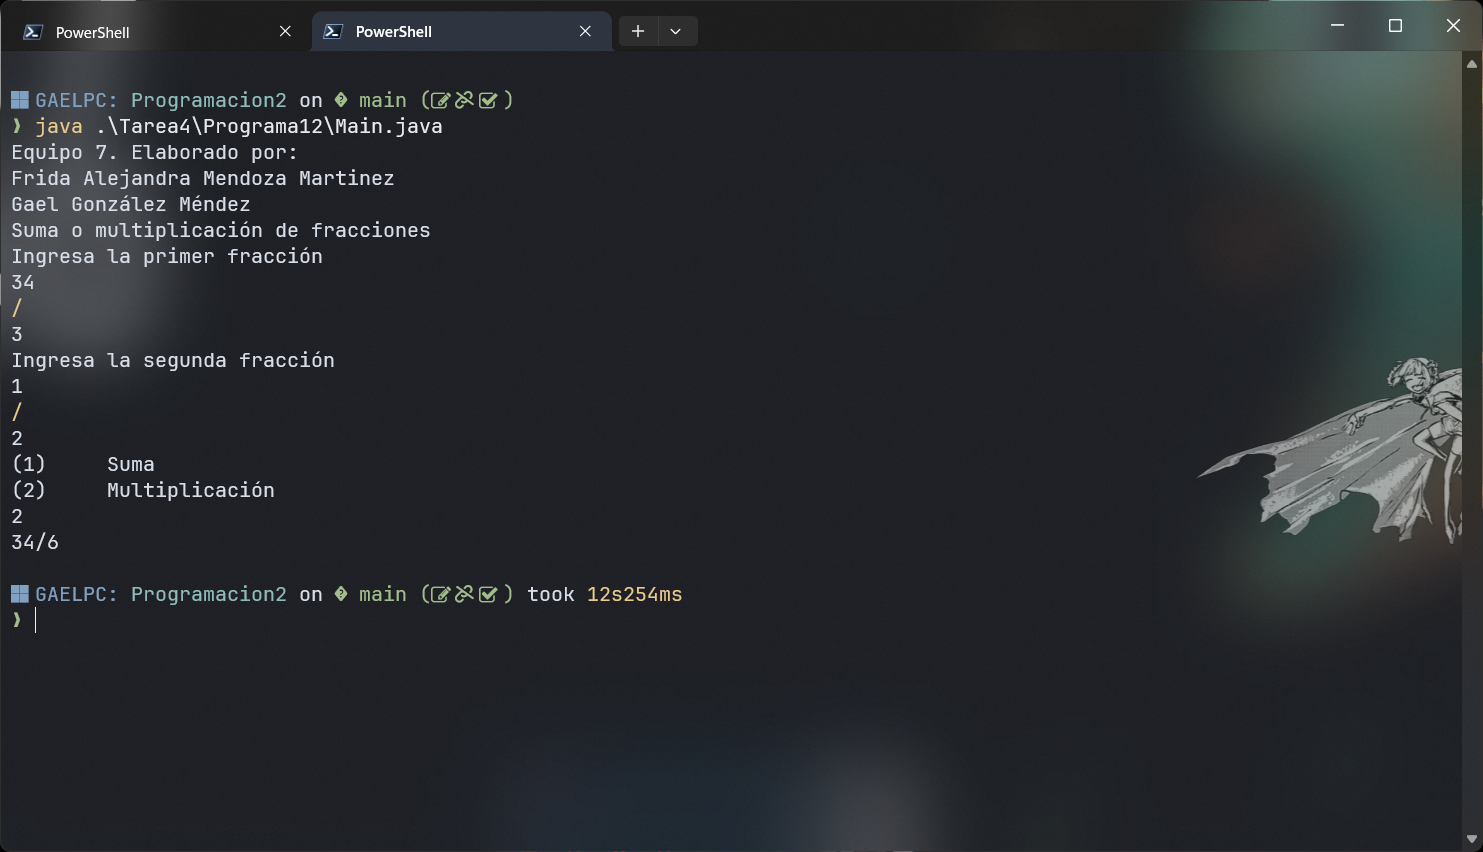 PowerShell
PowerShell
GAELPC: Programacion2 on main ( )
❯ java .\Tarea4\Programa12\Main.java
Equipo 7. Elaborado por:
Frida Alejandra Mendoza Martinez
Gael González Méndez
Suma o multiplicación de fracciones
Ingresa la primer fracción
34
/
3
Ingresa la segunda fracción
1
/
2
(1) Suma
(2) Multiplicación
2
34/6
GAELPC: Programacion2 on main ( ) took 12s254ms
❯